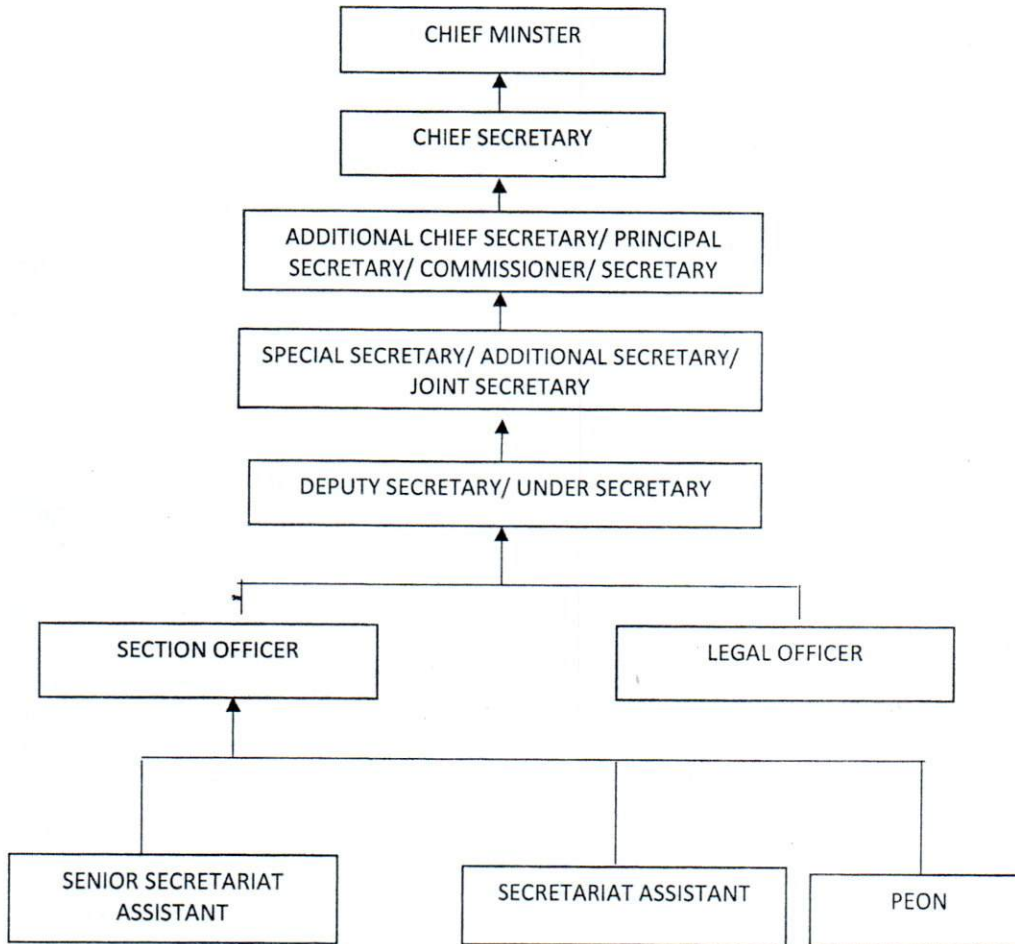 CHIEF MINSTER
CHIEF SECRETARY
ADDITIONAL CHIEF SECRETARY/ PRINCIPAL
SECRETARY/ COMMISSIONER/ SECRETARY
SPECIAL SECRETARY/ ADDITIONAL SECRETARY/
JOINT SECRETARY
DEPUTY SECRETARY/ UNDER SECRETARY
SECTION OFFICER
LEGAL OFFICER
SENIOR SECRETARIAT
ASSISTANT
SECRETARIAT ASSISTANT
PEON